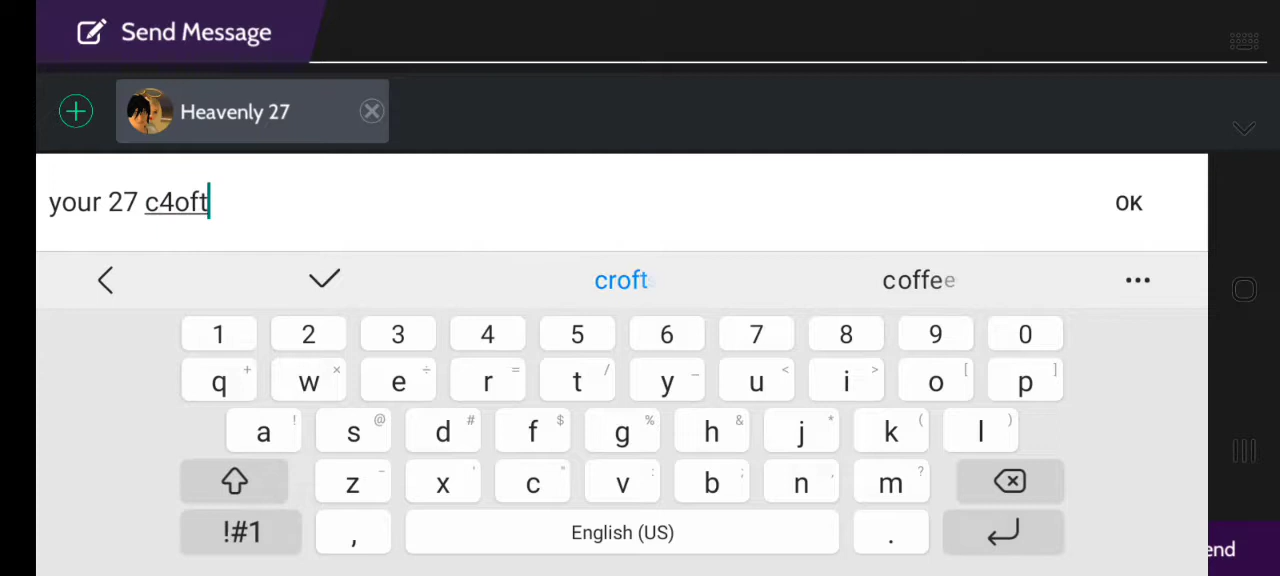 Send Message
Heavenly 27
your 27 c4oft
OK
croft coffee
1 2 3 4 5 6 7 8 9 0
q + w × e ÷ r = t / y _ u < i > o [ p ]
a ! s @ d # f $ g % h & j * k ( l )
z - x ' c " v : b ; n , m ?
!#1 , English (US) .
end